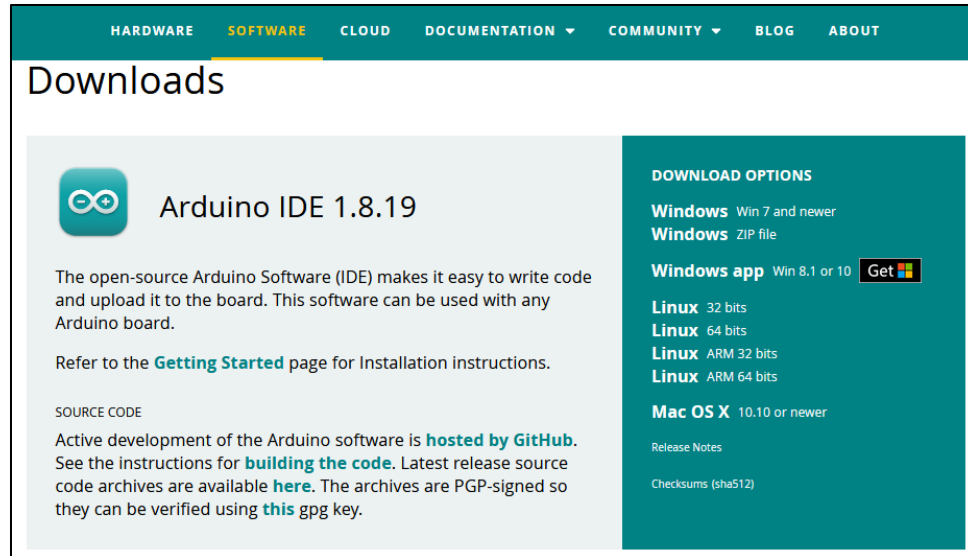 HARDWARE SOFTWARE CLOUD DOCUMENTATION COMMUNITY BLOG ABOUT
Downloads
Arduino IDE 1.8.19
The open-source Arduino Software (IDE) makes it easy to write code
and upload it to the board. This software can be used with any
Arduino board.
Refer to the Getting Started page for Installation instructions.
SOURCE CODE
Active development of the Arduino software is hosted by GitHub.
See the instructions for building the code. Latest release source
code archives are available here. The archives are PGP-signed so
they can be verified using this gpg key.
DOWNLOAD OPTIONS
Windows Win 7 and newer
Windows ZIP file
Windows app Win 8.1 or 10 Get
Linux 32 bits
Linux 64 bits
Linux ARM 32 bits
Linux ARM 64 bits
Mac OS X 10.10 or newer
Release Notes
Checksums (sha512)